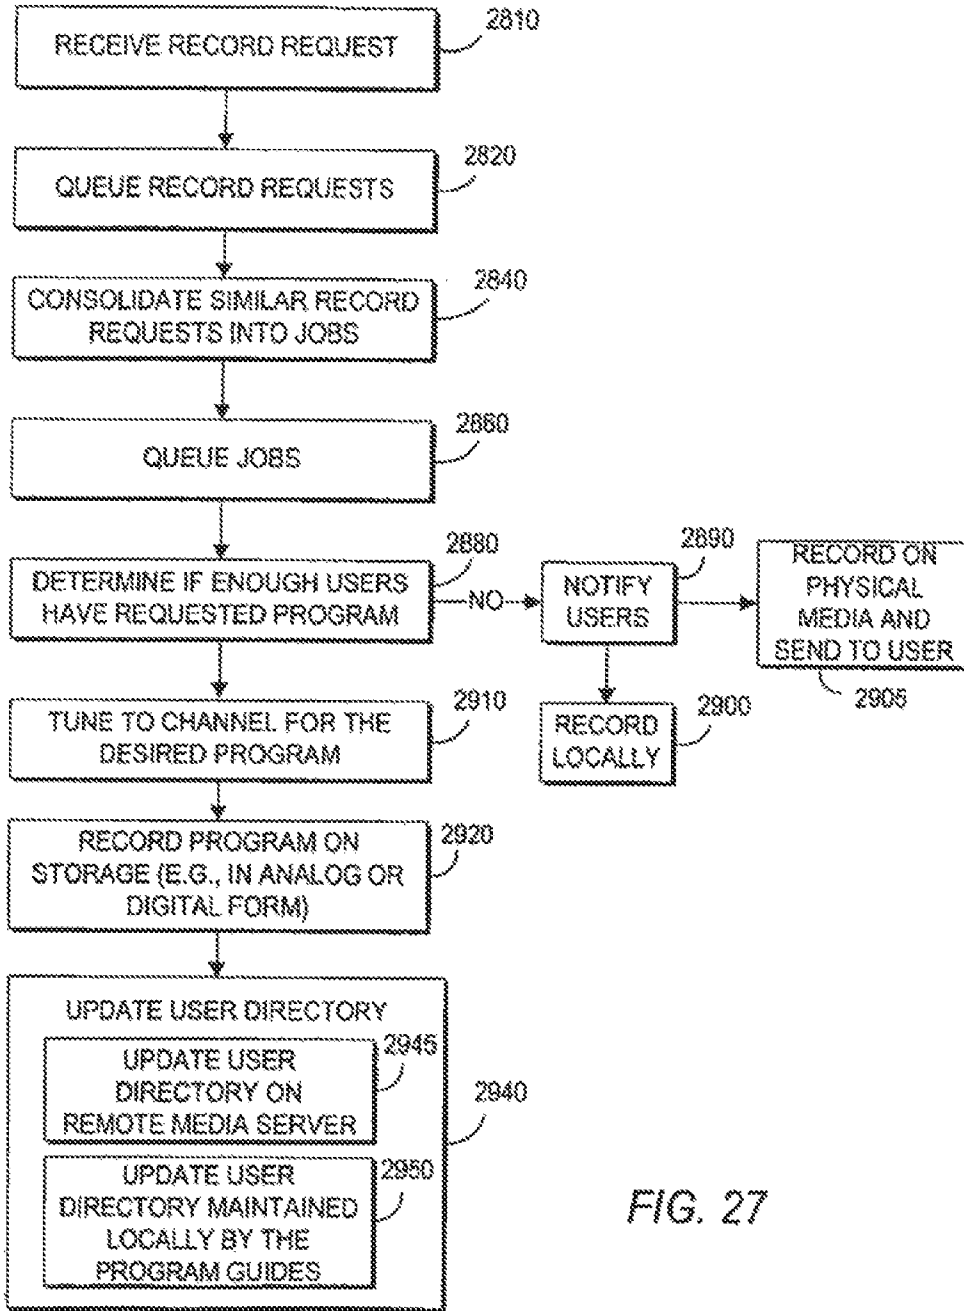 RECEIVE RECORD REQUEST
2810
QUEUE RECORD REQUESTS
2820
CONSOLIDATE SIMILAR RECORD
REQUESTS INTO JOBS
2840
QUEUE JOBS
2860
DETERMINE IF ENOUGH USERS
HAVE REQUESTED PROGRAM
2880
NO
NOTIFY
USERS
2890
RECORD ON
PHYSICAL
MEDIA AND
SEND TO USER
2905
RECORD
LOCALLY
2900
TUNE TO CHANNEL FOR THE
DESIRED PROGRAM
2910
RECORD PROGRAM ON
STORAGE (E.G., IN ANALOG OR
DIGITAL FORM)
2920
UPDATE USER DIRECTORY
2940
UPDATE USER
DIRECTORY ON
REMOTE MEDIA SERVER
2945
UPDATE USER
DIRECTORY MAINTAINED
LOCALLY BY THE
PROGRAM GUIDES
2950
FIG. 27